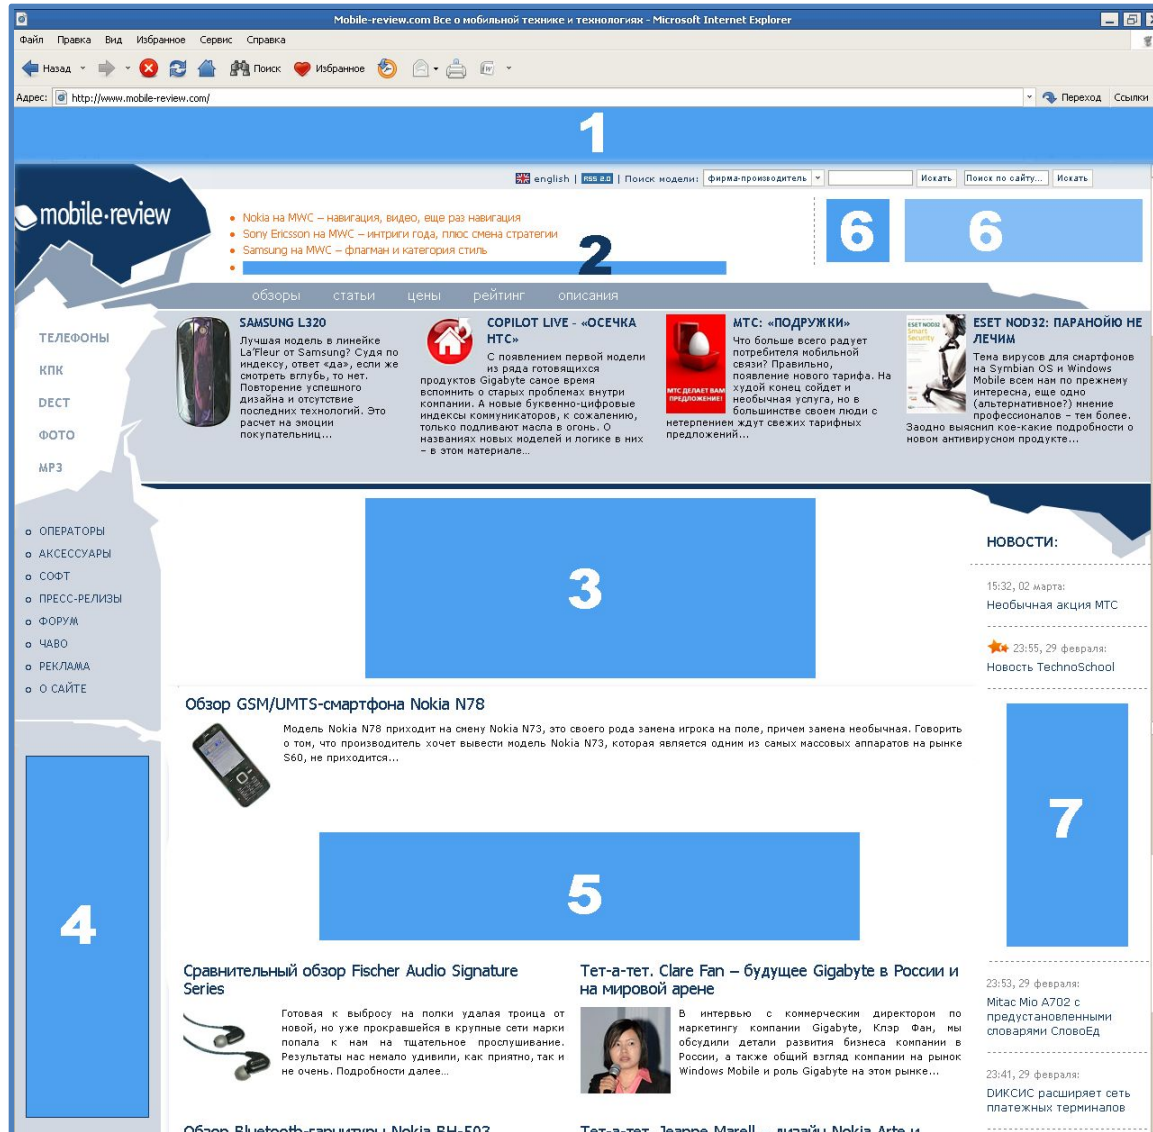 Mobile-review.com Все о мобильной технике и технологиях - Microsoft Internet Explorer
Файл Правка Вид Избранное Сервис Справка
Назад Поиск Избранное
Адрес: http://www.mobile-review.com/ Переход Ссылки
1
english | RSS 2.0 | Поиск модели: фирма-производитель Искать Поиск по сайту... Искать
mobile-review
Nokia на MWC – навигация, видео, еще раз навигация
Sony Ericsson на MWC – интриги года, плюс смена стратегии
Samsung на MWC – флагман и категория стиль
2
6 6
обзоры статьи цены рейтинг описания
ТЕЛЕФОНЫ
КПК
DECT
ФОТО
MP3
SAMSUNG L320
Лучшая модель в линейке
La'Fleur от Samsung? Судя по
индексу, ответ «да», если же
смотреть вглубь, то нет.
Повторение успешного
дизайна и отсутствие
последних технологий. Это
расчет на эмоции
покупательниц...
COPILOT LIVE - «ОСЕЧКА
HTC»
С появлением первой модели
из ряда готовящихся
продуктов Gigabyte самое время
вспомнить о старых проблемах внутри
компании. А новые буквенно-цифровые
индексы коммуникаторов, к сожалению,
только подливают масла в огонь. О
названиях новых моделей и логике в них
– в этом материале...
МТС ДЕЛАЕТ ВАМ
ПРЕДЛОЖЕНИЕ!
МТС: «ПОДРУЖКИ»
Что больше всего радует
потребителя мобильной
связи? Правильно,
появление нового тарифа. На
худой конец сойдет и
необычная услуга, но в
большинстве своем люди с
нетерпением ждут свежих тарифных
предложений...
ESET NOD32
Smart
Security
ESET NOD32: ПАРАНОЙЮ НЕ
ЛЕЧИМ
Тема вирусов для смартфонов
на Symbian OS и Windows
Mobile всем нам по прежнему
интересна, еще одно
(альтернативное?) мнение
профессионалов – тем более.
Заодно выяснил кое-какие подробности о
новом антивирусном продукте...
ОПЕРАТОРЫ
АКСЕССУАРЫ
СОФТ
ПРЕСС-РЕЛИЗЫ
ФОРУМ
ЧАВО
РЕКЛАМА
О САЙТЕ
3
НОВОСТИ:
15:32, 02 марта:
Необычная акция МТС
23:55, 29 февраля:
Новость TechnoSchool
Обзор GSM/UMTS-смартфона Nokia N78
Модель Nokia N78 приходит на смену Nokia N73, это своего рода замена игрока на поле, причем замена необычная. Говорить
о том, что производитель хочет вывести модель Nokia N73, которая является одним из самых массовых аппаратов на рынке
S60, не приходится...
4
5
7
Сравнительный обзор Fischer Audio Signature
Series
Готовая к выбросу на полки удалая троица от
новой, но уже прокравшейся в крупные сети марки
попала к нам на тщательное прослушивание.
Результаты нас немало удивили, как приятно, так и
не очень. Подробности далее...
Тет-а-тет. Clare Fan – будущее Gigabyte в России и
на мировой арене
В интервью с коммерческим директором по
маркетингу компании Gigabyte, Клэр Фан, мы
обсудили детали развития бизнеса компании в
России, а также общий взгляд компании на рынок
Windows Mobile и роль Gigabyte на этом рынке...
23:53, 29 февраля:
Mitac Mio A702 с
предустановленными
словарями СловоЕд
23:41, 29 февраля:
DИКСИС расширяет сеть
платежных терминалов
Обзор Bluetooth-гарнитуры Nokia BH-503
Тет-а-тет. Jeanne Marell – дизайн Nokia Arte и